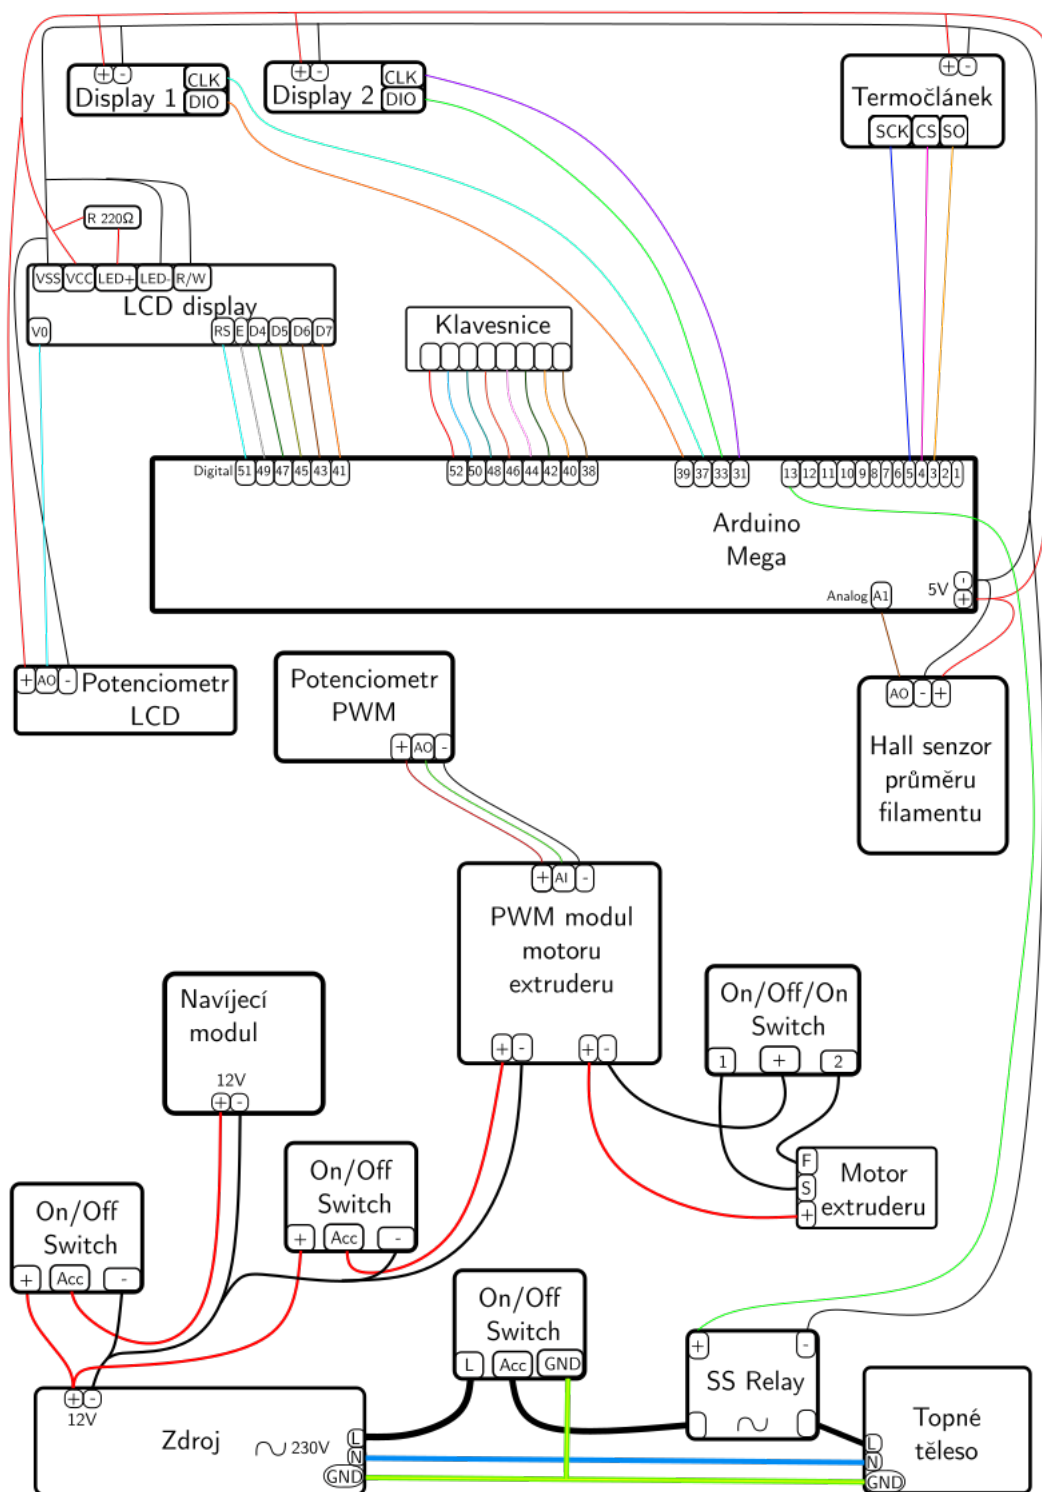 + -
CLK
Display 1
DIO
+ -
CLK
Display 2
DIO
+ -
Termočlánek
SCK CS SO
R 220Ω
VSS VCC LED+ LED- R/W
LCD display
V0
RS E D4 D5 D6 D7
Klavesnice
Digital 51 49 47 45 43 41
52 50 48 46 44 42 40 38
39 37 33 31
13 12 11 10 9 8 7 6 5 4 3 2 1
Arduino
Mega
Analog A1
5V - +
+ AO -
Potenciometr
LCD
Potenciometr
PWM
+ AO -
AO - +
Hall senzor
průměru
filamentu
+ AI -
PWM modul
motoru
extruderu
+ -
+ -
On/Off/On
Switch
1 + 2
Navíjecí
modul
12V
+ -
F
S
+
Motor
extruderu
On/Off
Switch
+ Acc -
On/Off
Switch
+ Acc -
On/Off
Switch
L Acc GND
+ -
SS Relay
+ -
12V
Zdroj
230V
L
N
GND
Topné
těleso
L
N
GND